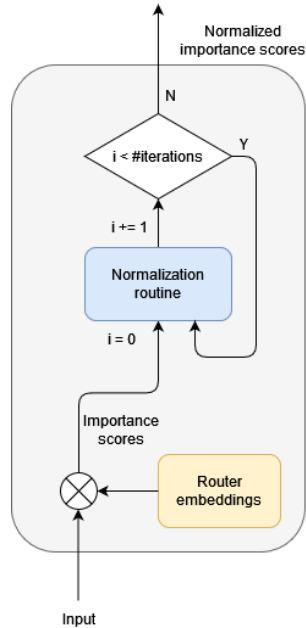 Normalized
importance scores
N
Y
i < #iterations
i += 1
Normalization
routine
i = 0
Importance
scores
Router
embeddings
Input